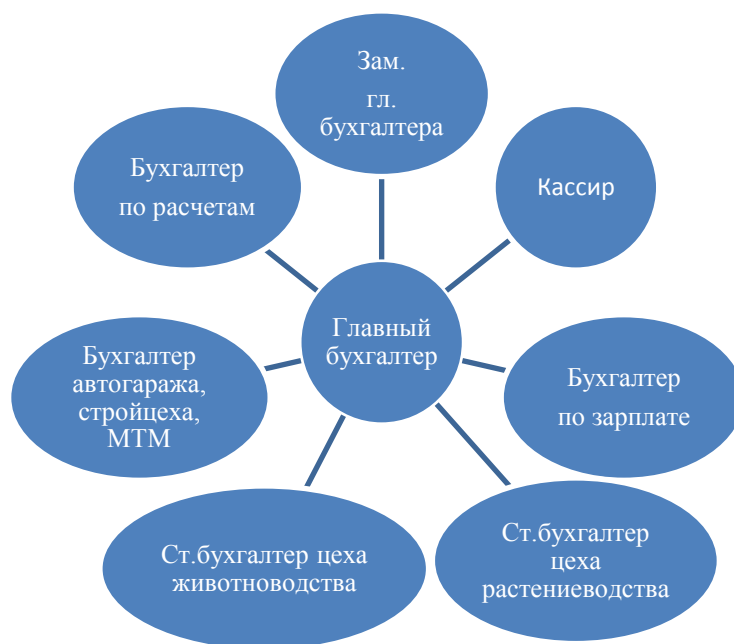 Зам.
гл.
бухгалтера
Бухгалтер
по расчетам
Кассир
Главный
бухгалтер
Бухгалтер
автогаража,
стройцеха,
МТМ
Бухгалтер
по зарплате
Ст.бухгалтер цеха
животноводства
Ст.бухгалтер
цеха
растениеводства